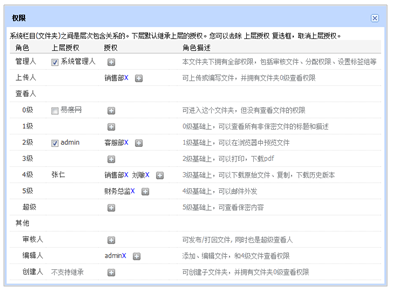 权限
系统栏目(文件夹)之间是层次包含关系的。下层默认继承上层的授权。您可以去除 上层授权 复选框，取消上层授权。
角色 上层授权 授权 角色描述
管理人 系统管理人 本文件夹下拥有全部权限，包括审核文件、分配权限、设置标签组等
上传人 销售部X 可上传或编写文件，并拥有文件夹0级查看权限
查看人
0级 易度网 可进入这个文件夹，但没有查看文件的权限
1级 0级基础上，可以查看所有非保密文件的标题和描述
2级 admin 客服部X 1级基础上，可以在浏览器中预览文件
3级 2级基础上，可以打印，下载pdf
4级 张仁 销售部X 刘璇X 3级基础上，可以下载原始文件、复制，下载历史版本
5级 财务总监X 4级基础上，可以邮件外发
超级 5级基础上，可查看保密内容
其他
审核人 可发布/打回文件,同时也是超级查看人
编辑人 adminX 添加、编辑文件，和4级文件查看权限
创建人 不支持继承 可创建子文件夹，并拥有文件夹0级查看权限